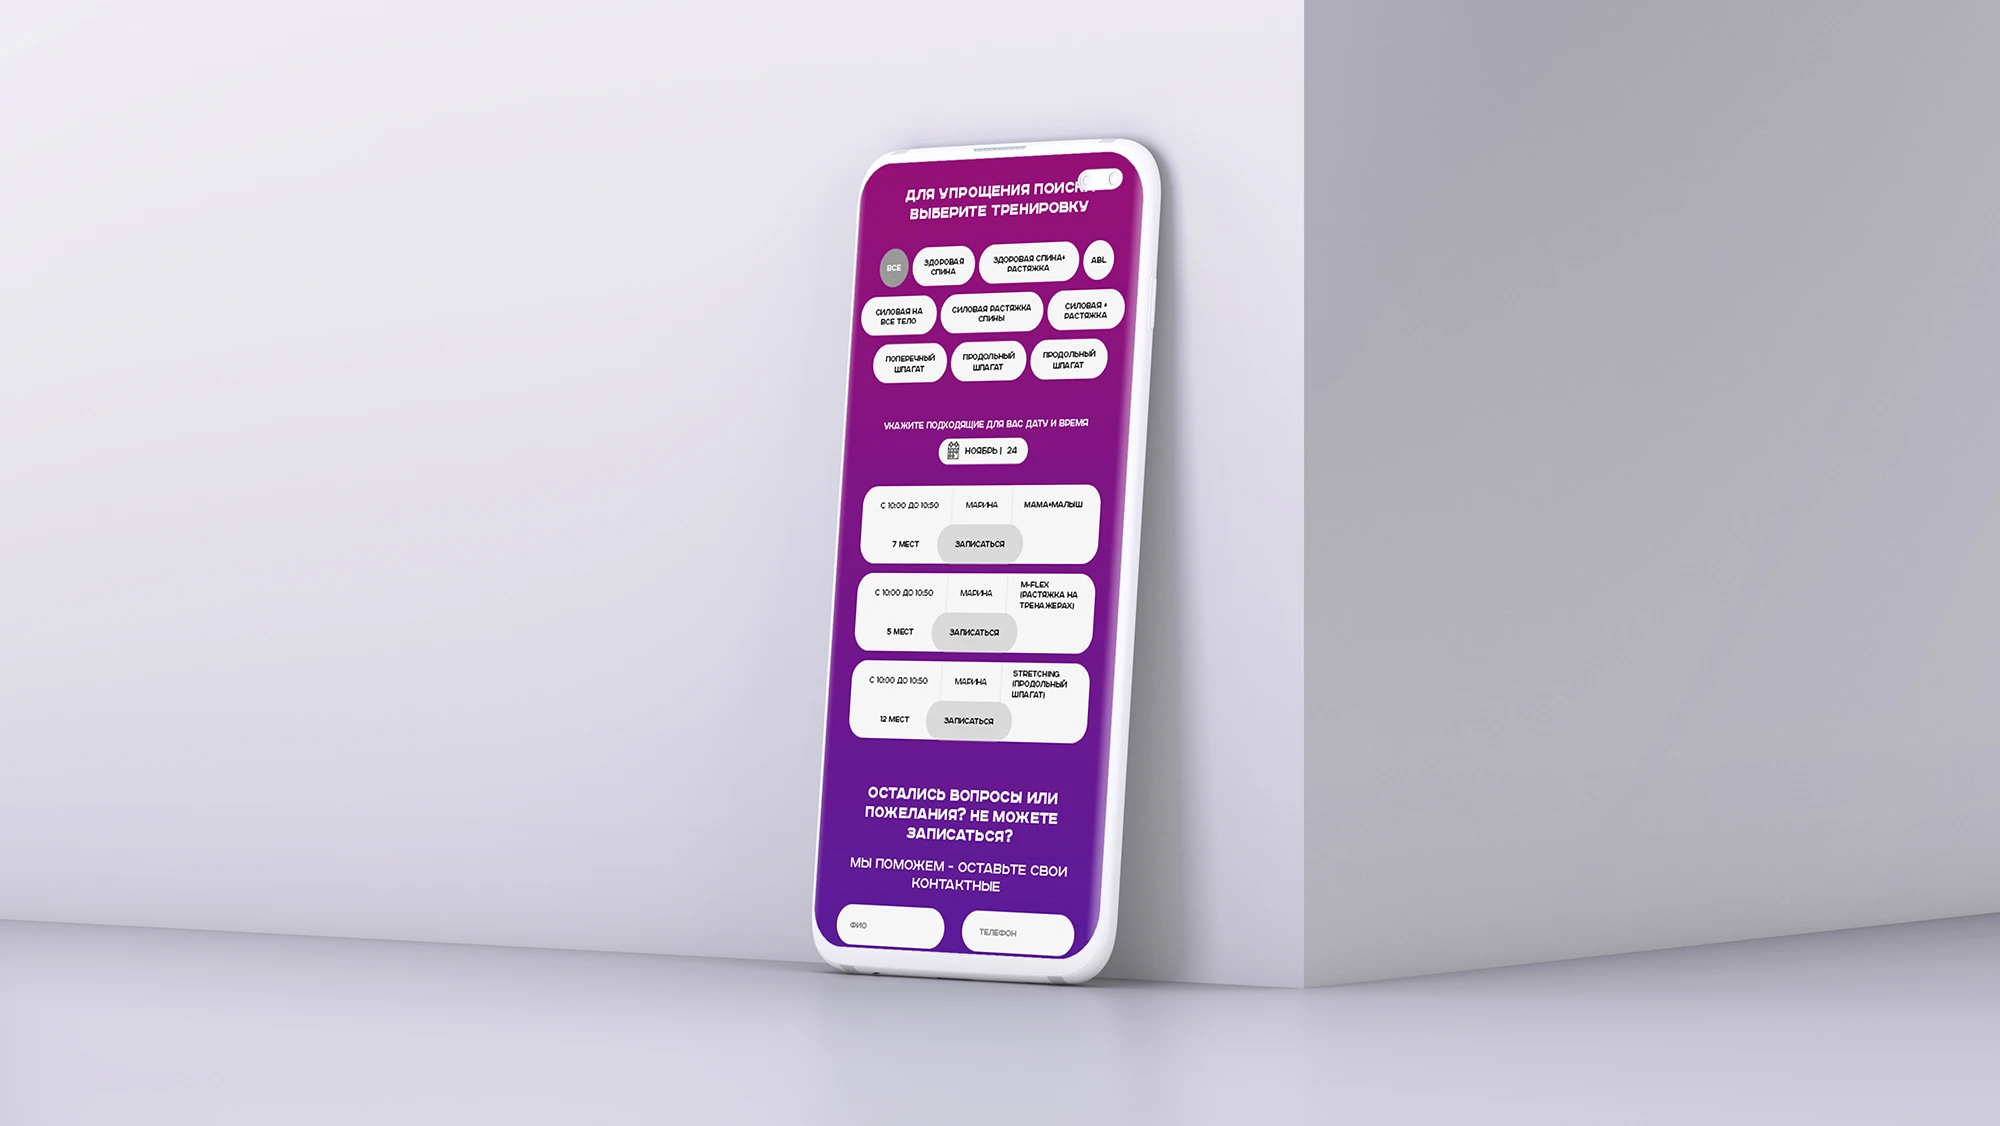 ДЛЯ УПРОЩЕНИЯ ПОИСКА
ВЫБЕРИТЕ ТРЕНИРОВКУ
ВСЕ
ЗДОРОВАЯ
СПИНА
ЗДОРОВАЯ СПИНА+
РАСТЯЖКА
ABL
СИЛОВАЯ НА
ВСЕ ТЕЛО
СИЛОВАЯ РАСТЯЖКА
СПИНЫ
СИЛОВАЯ +
РАСТЯЖКА
ПОПЕРЕЧНЫЙ
ШПАГАТ
ПРОДОЛЬНЫЙ
ШПАГАТ
ПРОДОЛЬНЫЙ
ШПАГАТ
УКАЖИТЕ ПОДХОДЯЩИЕ ДЛЯ ВАС ДАТУ И ВРЕМЯ
НОЯБРЬ | 24
С 10:00 ДО 10:50
МАРИНА
МАМА+МАЛЫШ
7 МЕСТ
ЗАПИСАТЬСЯ
С 10:00 ДО 10:50
МАРИНА
M-FLEX
(РАСТЯЖКА НА
ТРЕНАЖЕРАХ)
5 МЕСТ
ЗАПИСАТЬСЯ
С 10:00 ДО 10:50
МАРИНА
STRETCHING
(ПРОДОЛЬНЫЙ
ШПАГАТ)
12 МЕСТ
ЗАПИСАТЬСЯ
ОСТАЛИСЬ ВОПРОСЫ ИЛИ
ПОЖЕЛАНИЯ? НЕ МОЖЕТЕ
ЗАПИСАТЬСЯ?
МЫ ПОМОЖЕМ - ОСТАВЬТЕ СВОИ
КОНТАКТНЫЕ
ФИО
ТЕЛЕФОН